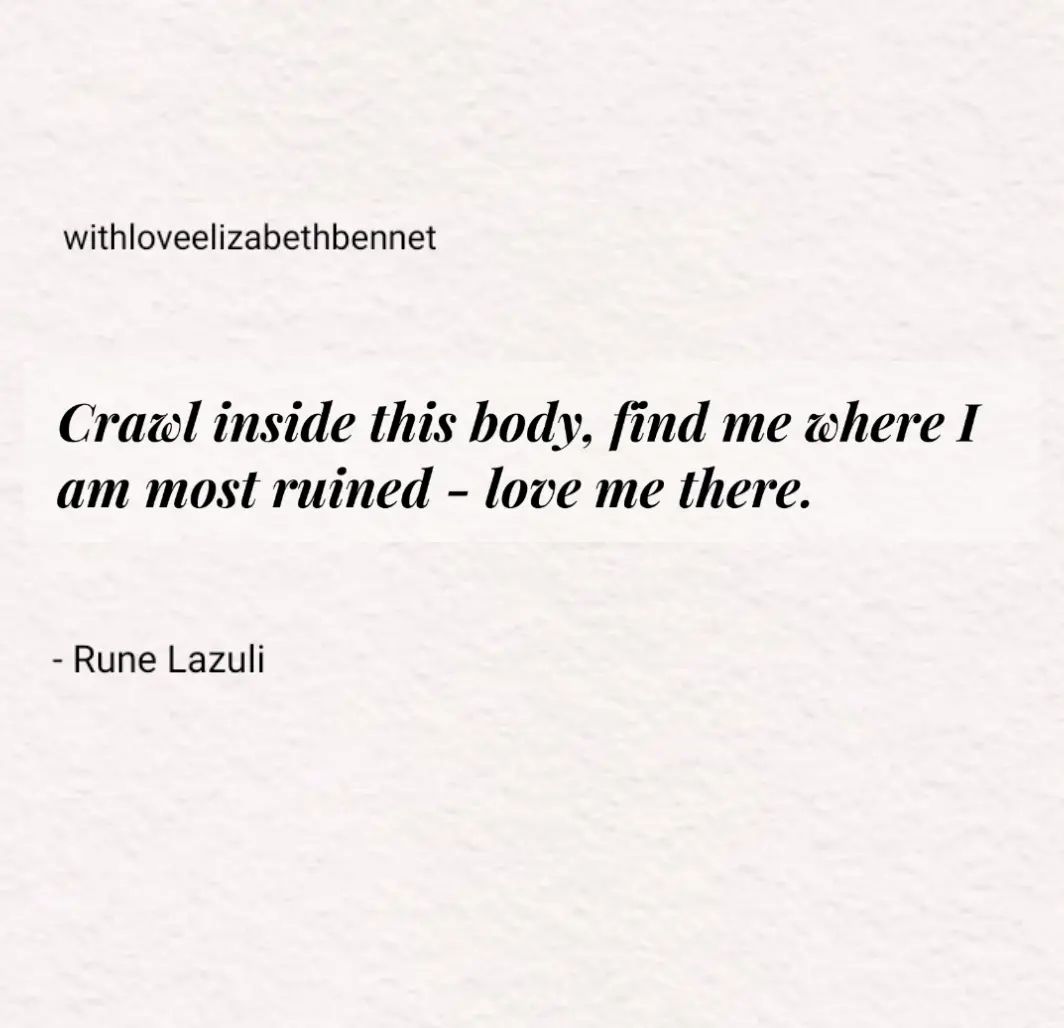 withloveelizabethbennet
Crawl inside this body, find me where I
am most ruined - love me there.
- Rune Lazuli